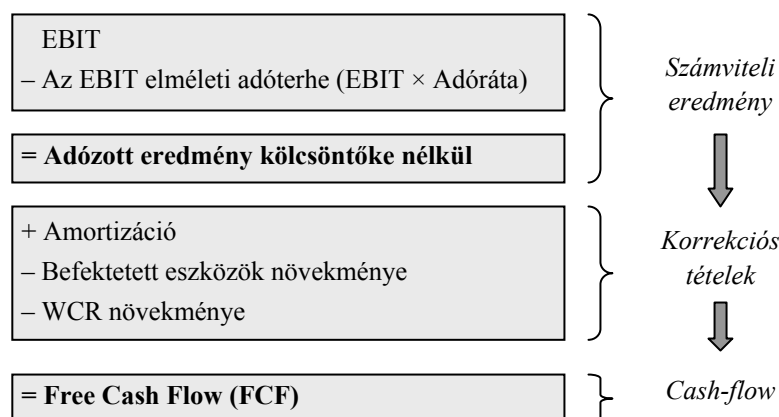 EBIT
– Az EBIT elméleti adóterhe (EBIT × Adóráta)
= Adózott eredmény kölcsöntőke nélkül
Számviteli
eredmény
+ Amortizáció
– Befektetett eszközök növekménye
– WCR növekménye
Korrekciós
tételek
= Free Cash Flow (FCF)
Cash-flow